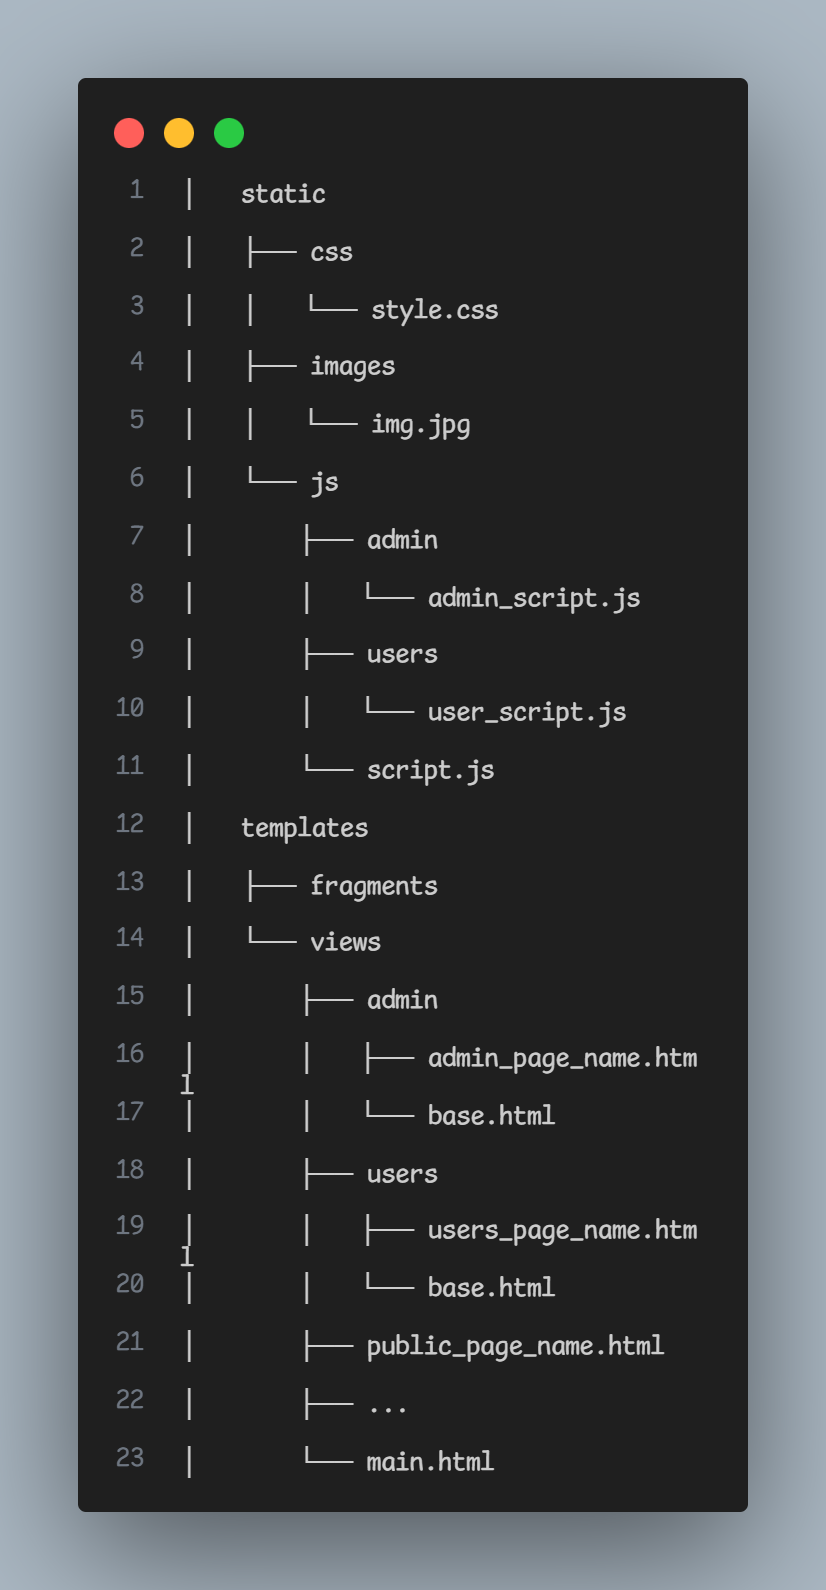 1 │   static
2 │   ├── css
3 │   │   └── style.css
4 │   ├── images
5 │   │   └── img.jpg
6 │   └── js
7 │       ├── admin
8 │       │   └── admin_script.js
9 │       ├── users
10 │       │   └── user_script.js
11 │       └── script.js
12 │   templates
13 │   ├── fragments
14 │   └── views
15 │       ├── admin
16 │       │   ├── admin_page_name.htm
l
17 │       │   └── base.html
18 │       ├── users
19 │       │   ├── users_page_name.htm
l
20 │       │   └── base.html
21 │       ├── public_page_name.html
22 │       ├── ...
23 │       └── main.html